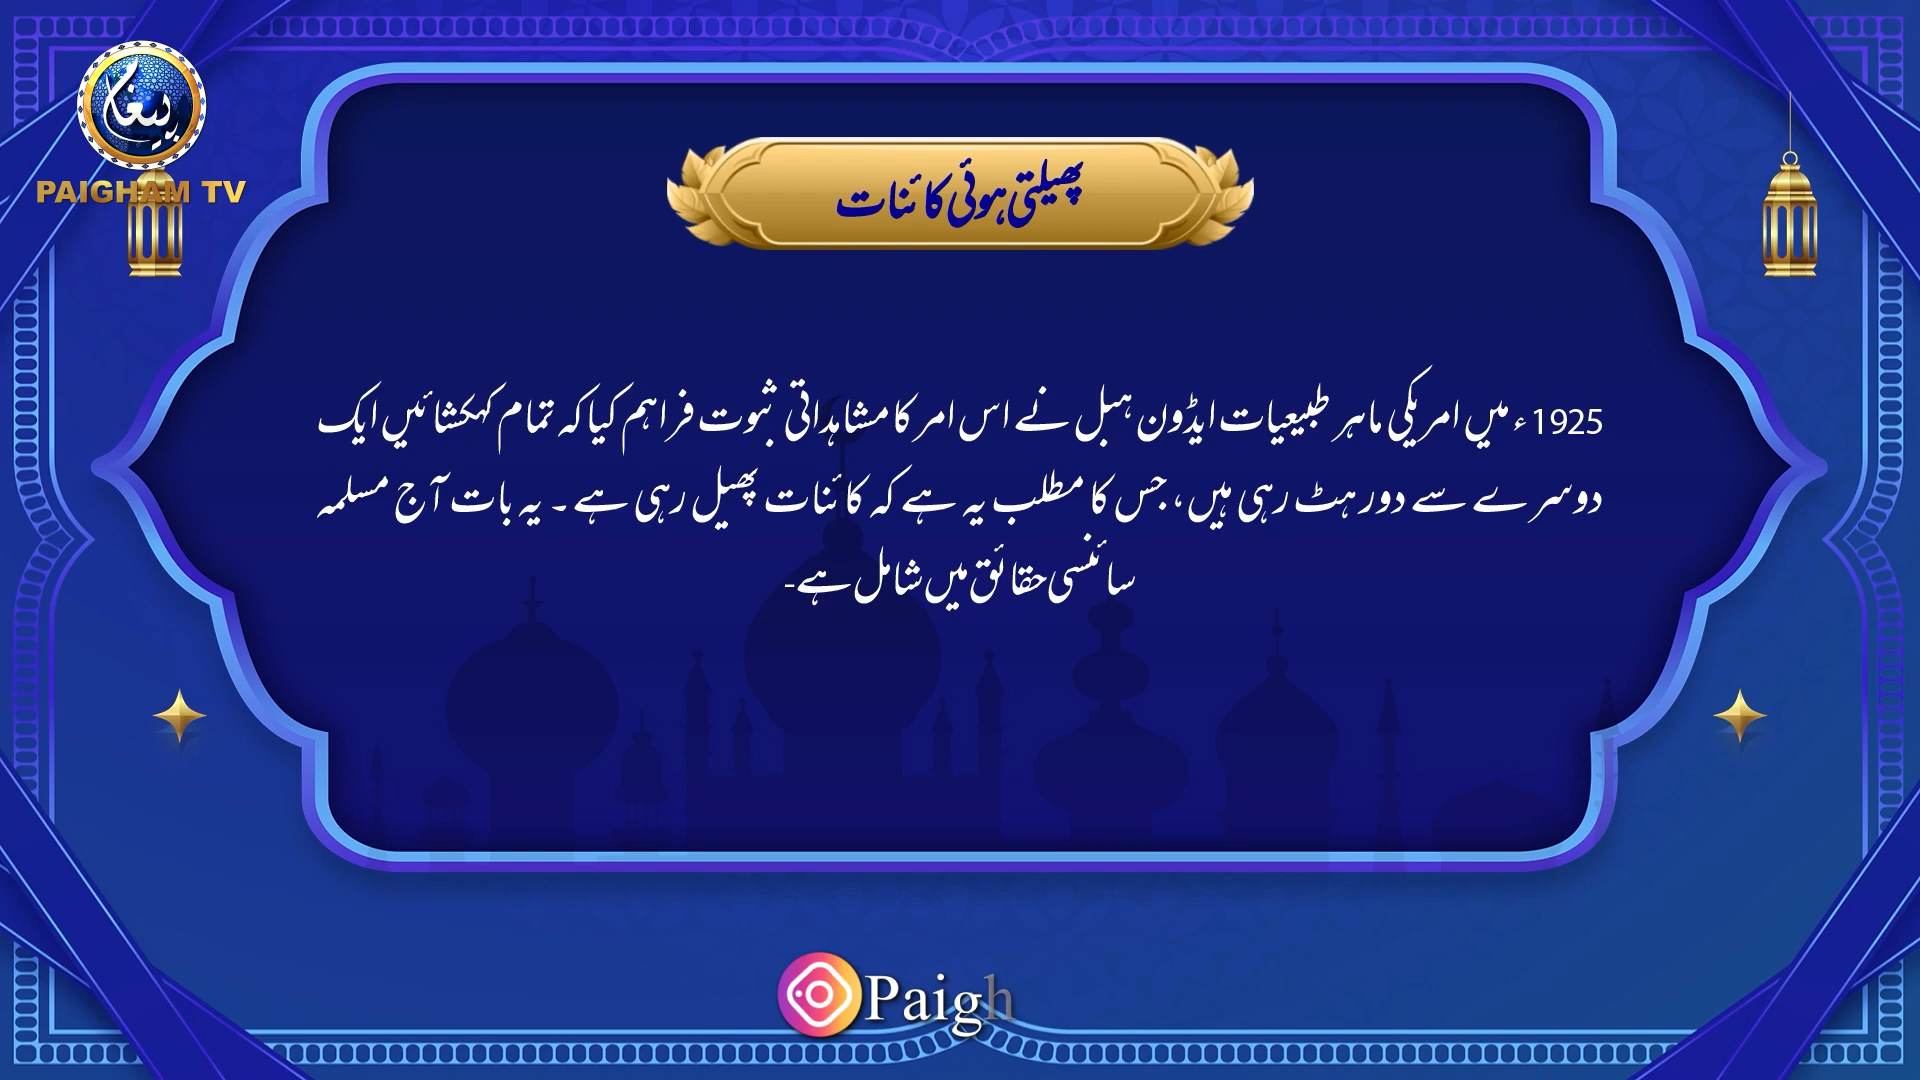 پیغام
PAIGHAM TV
پھیلتی ہوئی کائنات
1925ء میں امریکی ماہر طبیعیات ایڈون ہبل نے اس امر کا مشاہداتی ثبوت فراہم کیا کہ تمام کہکشائیں ایک
دوسرے سے دور ہٹ رہی ہیں، جس کا مطلب یہ ہے کہ کائنات پھیل رہی ہے ۔ یہ بات آج مسلمہ
سائنسی حقائق میں شامل ہے-
Paigh